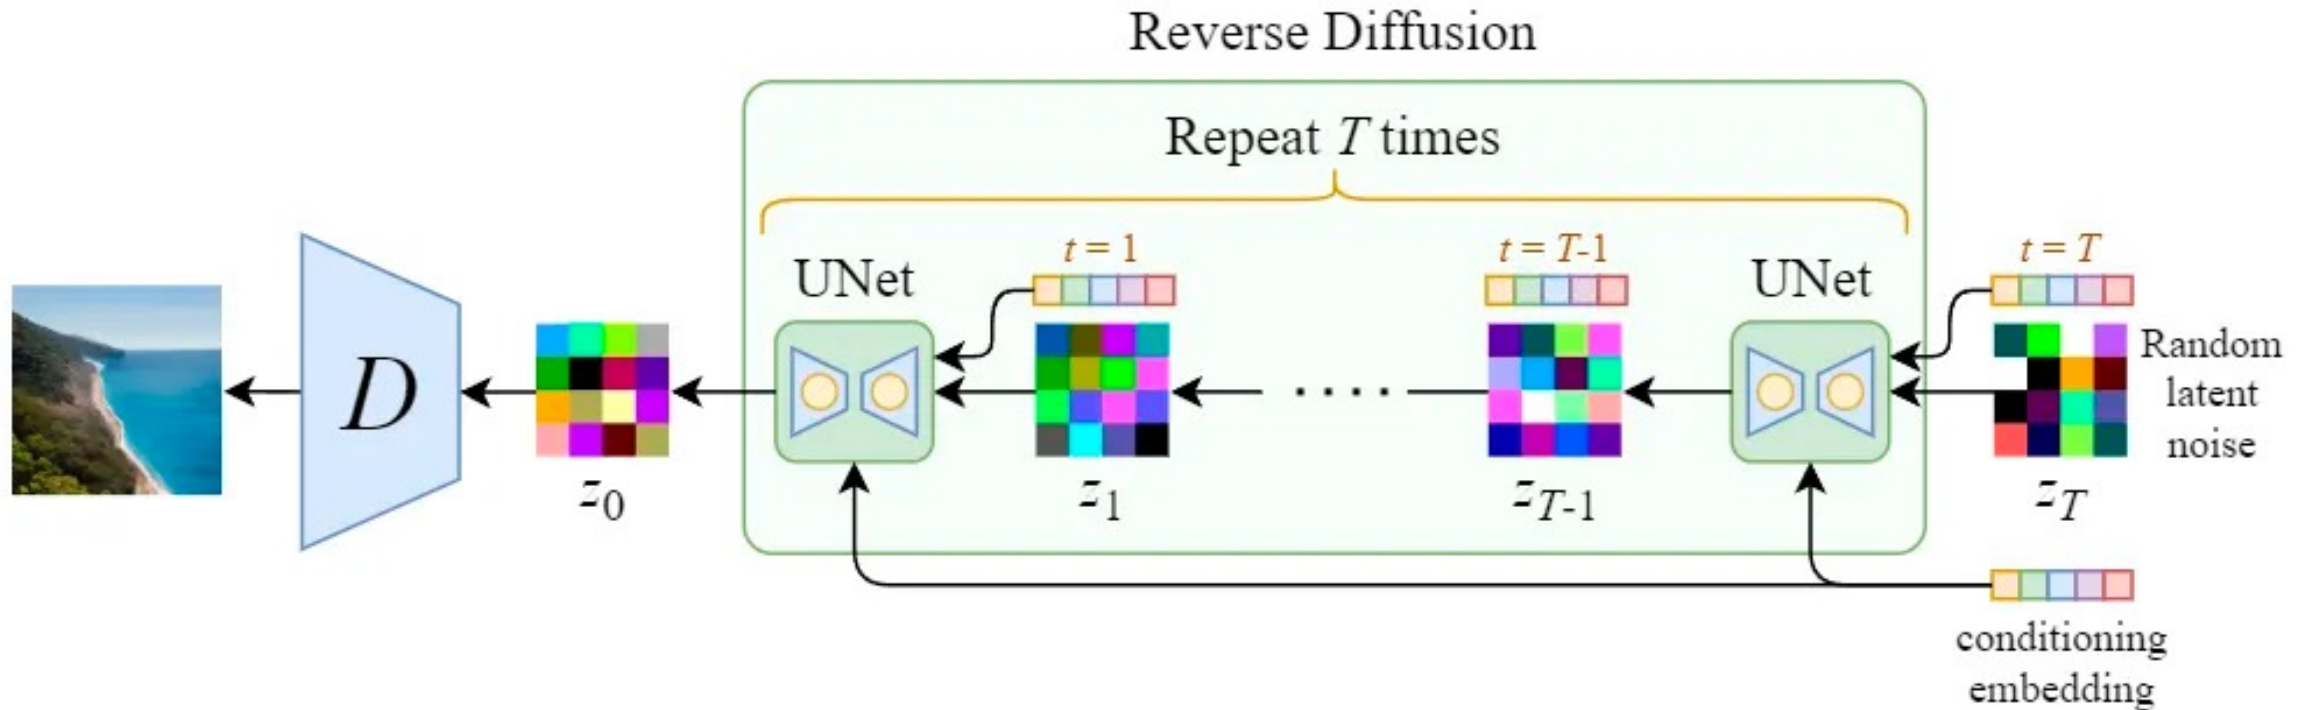 Reverse Diffusion
Repeat T times
t = 1
t = T-1
t = T
UNet
UNet
D
Random
latent
noise
z0
z1
. . . .
zT-1
zT
conditioning
embedding